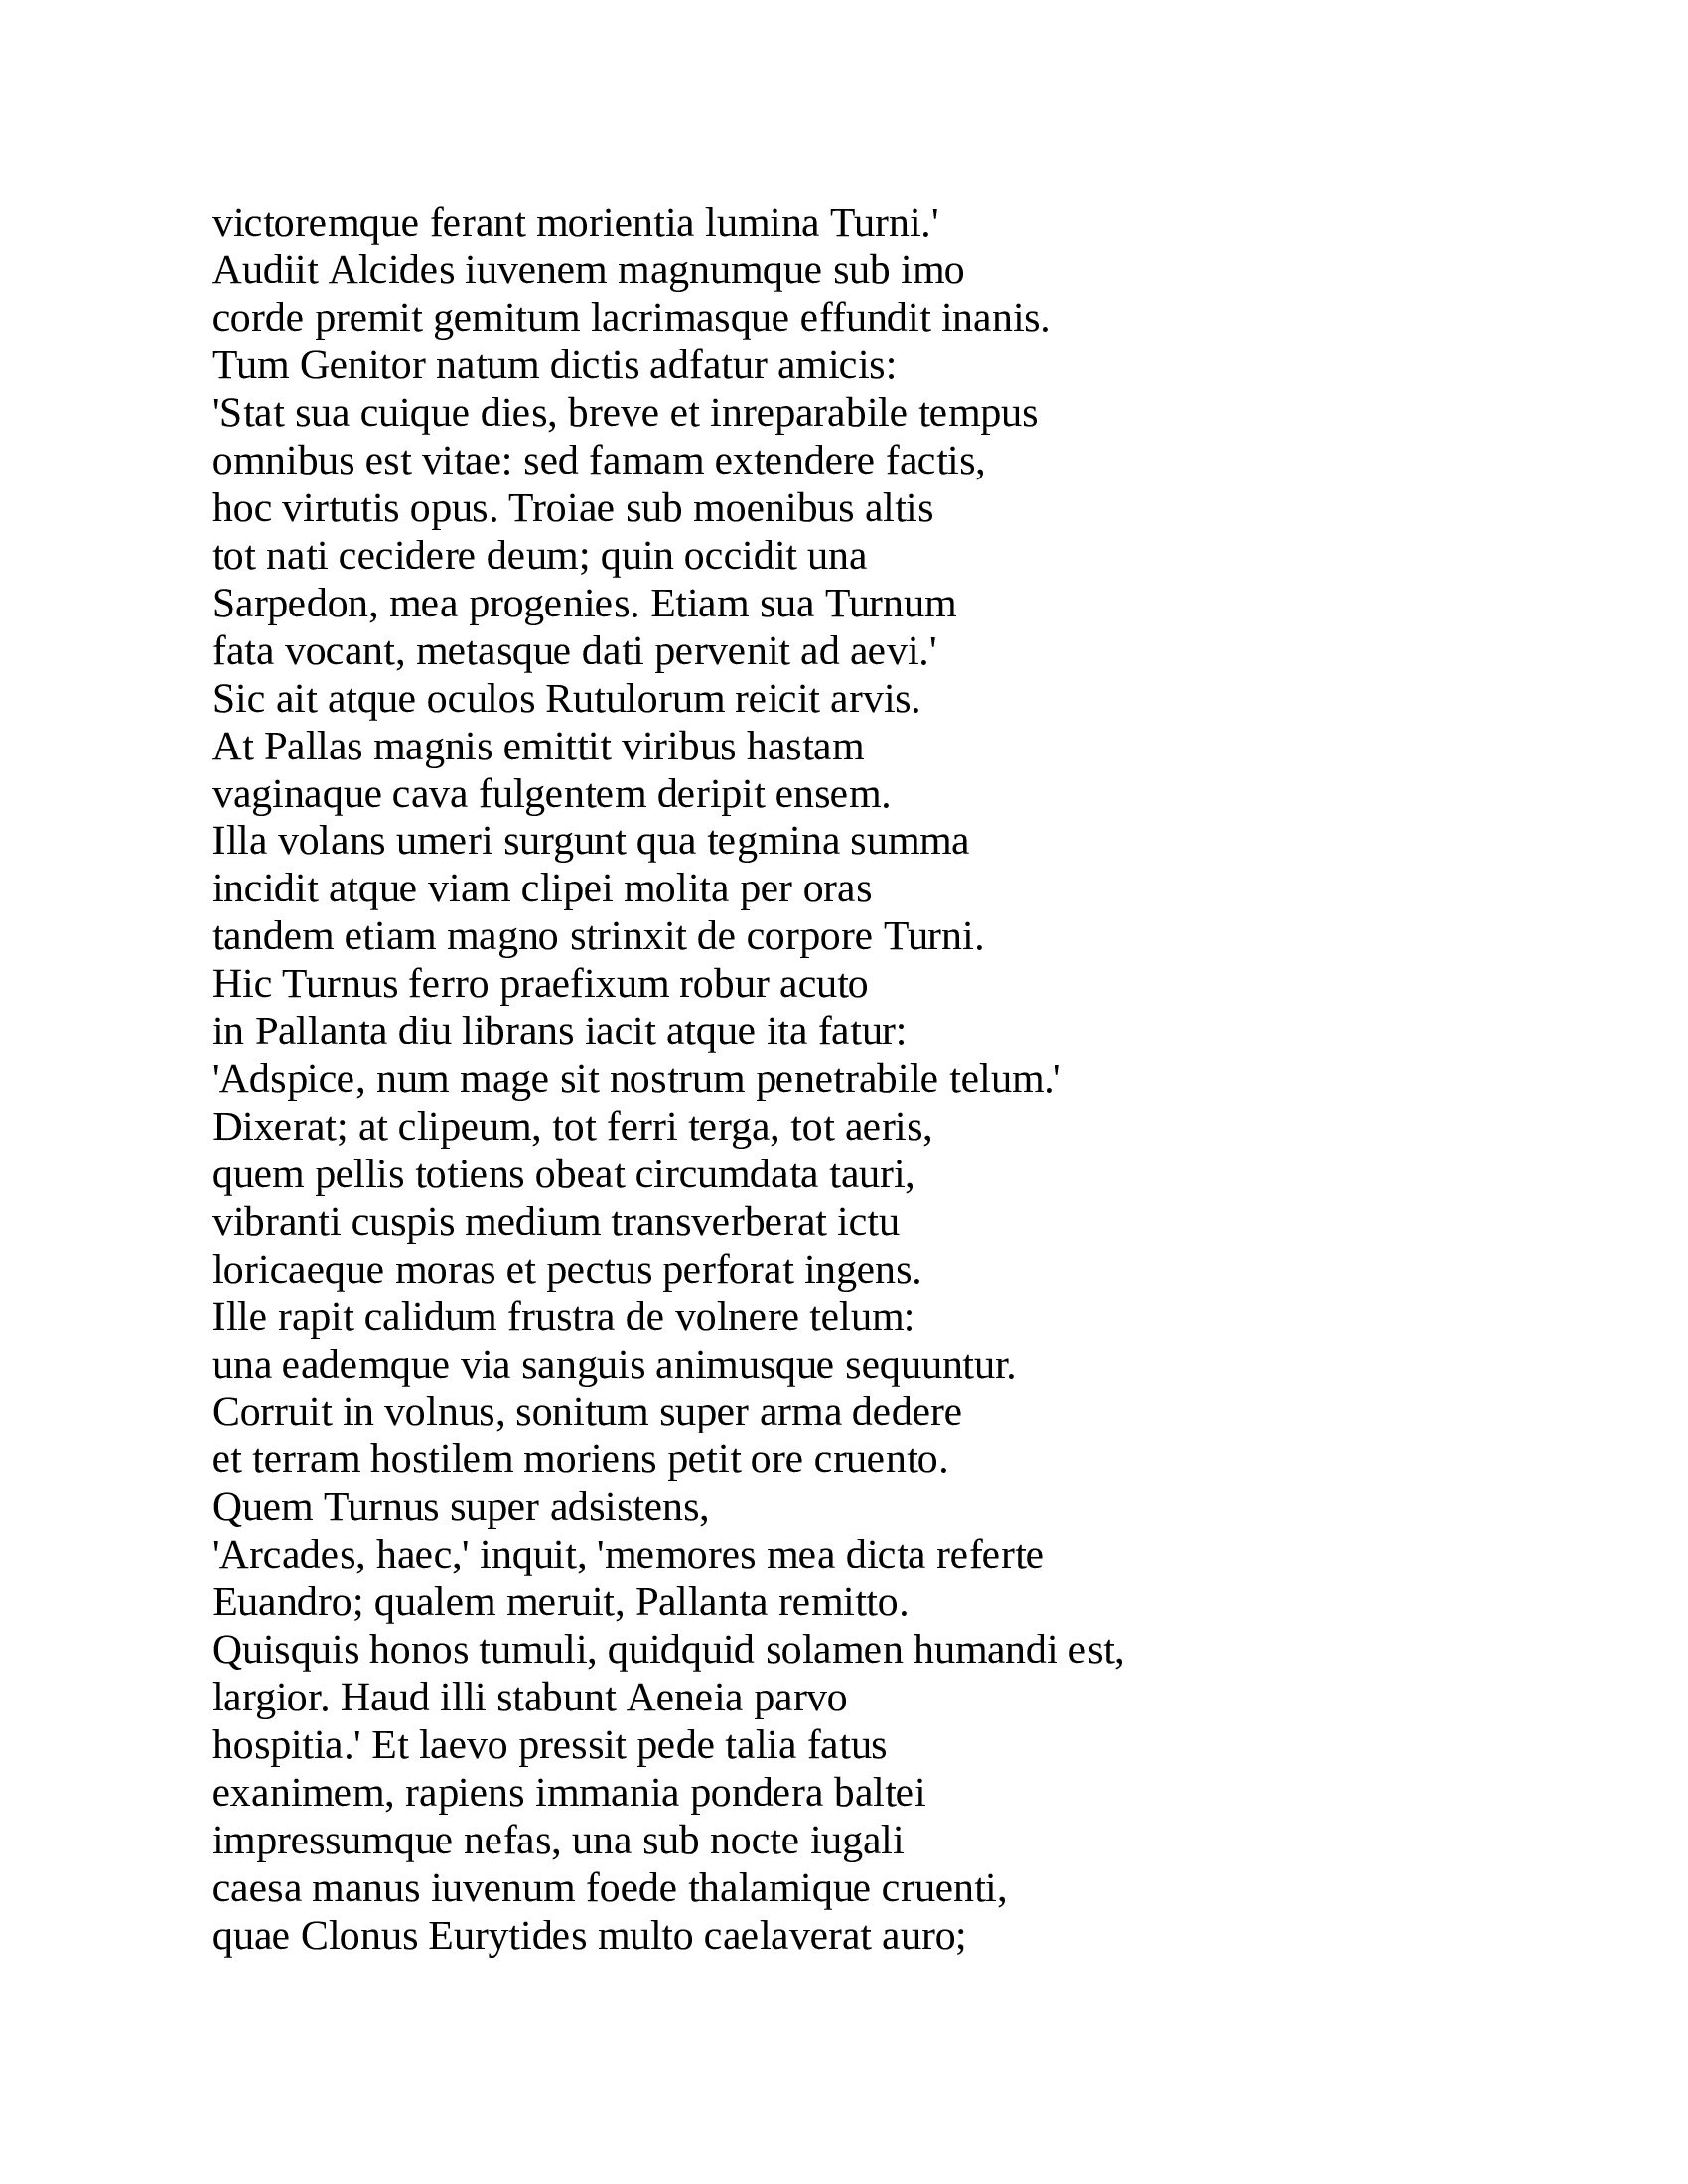 victoremque ferant morientia lumina Turni.'
Audiit Alcides iuvenem magnumque sub imo
corde premit gemitum lacrimasque effundit inanis.
Tum Genitor natum dictis adfatur amicis:
'Stat sua cuique dies, breve et inreparabile tempus
omnibus est vitae: sed famam extendere factis,
hoc virtutis opus. Troiae sub moenibus altis
tot nati cecidere deum; quin occidit una
Sarpedon, mea progenies. Etiam sua Turnum
fata vocant, metasque dati pervenit ad aevi.'
Sic ait atque oculos Rutulorum reicit arvis.
At Pallas magnis emittit viribus hastam
vaginaque cava fulgentem deripit ensem.
Illa volans umeri surgunt qua tegmina summa
incidit atque viam clipei molita per oras
tandem etiam magno strinxit de corpore Turni.
Hic Turnus ferro praefixum robur acuto
in Pallanta diu librans iacit atque ita fatur:
'Adspice, num mage sit nostrum penetrabile telum.'
Dixerat; at clipeum, tot ferri terga, tot aeris,
quem pellis totiens obeat circumdata tauri,
vibranti cuspis medium transverberat ictu
loricaeque moras et pectus perforat ingens.
Ille rapit calidum frustra de volnere telum:
una eademque via sanguis animusque sequuntur.
Corruit in volnus, sonitum super arma dedere
et terram hostilem moriens petit ore cruento.
Quem Turnus super adsistens,
'Arcades, haec,' inquit, 'memores mea dicta referte
Euandro; qualem meruit, Pallanta remitto.
Quisquis honos tumuli, quidquid solamen humandi est,
largior. Haud illi stabunt Aeneia parvo
hospitia.' Et laevo pressit pede talia fatus
exanimem, rapiens immania pondera baltei
impressumque nefas, una sub nocte iugali
caesa manus iuvenum foede thalamique cruenti,
quae Clonus Eurytides multo caelaverat auro;